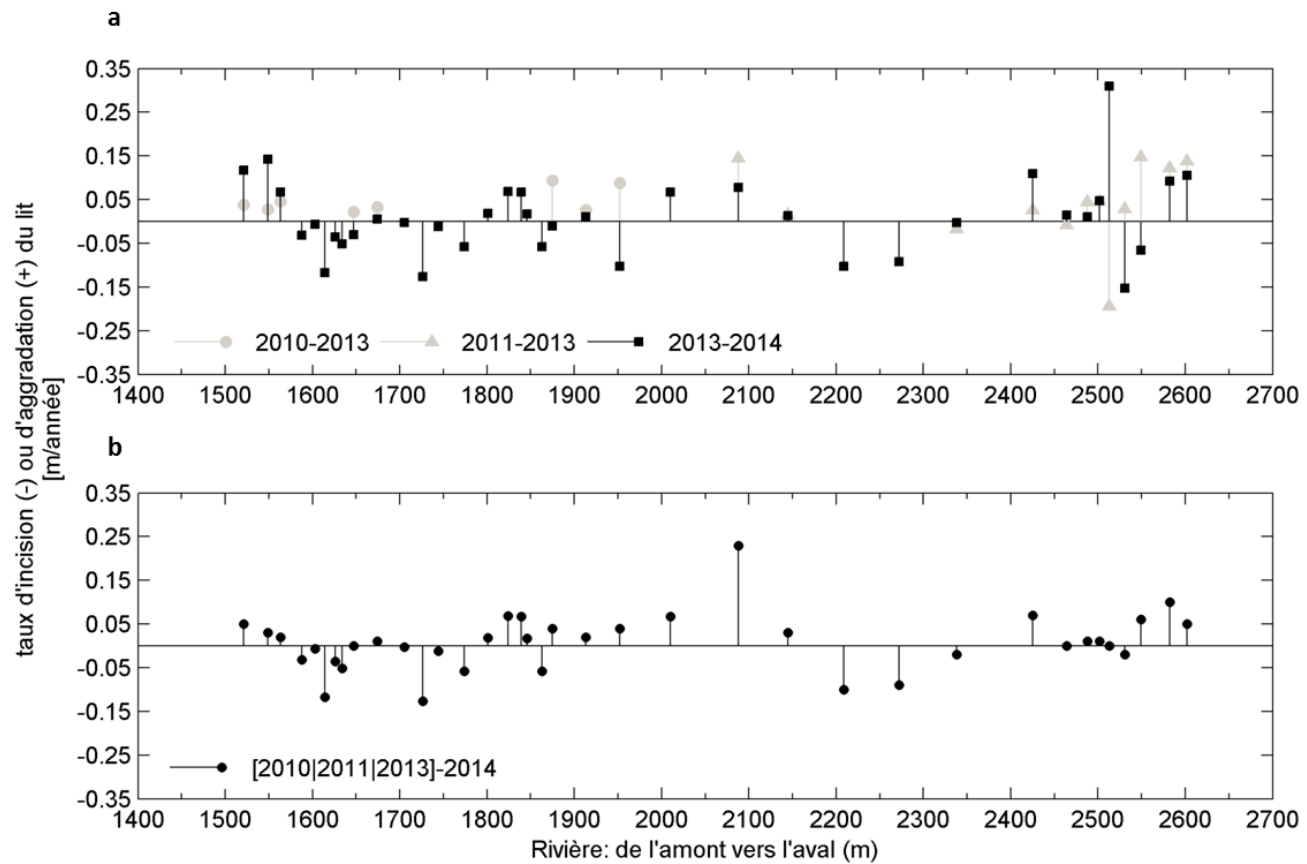 a
0.35
0.25
0.15
0.05
-0.05
-0.15
-0.25
-0.35
2010-2013 2011-2013 2013-2014
1400 1500 1600 1700 1800 1900 2000 2100 2200 2300 2400 2500 2600 2700
taux d'incision (-) ou d'aggradation (+) du lit
[m/année]
b
0.35
0.25
0.15
0.05
-0.05
-0.15
-0.25
-0.35
[2010|2011|2013]-2014
1400 1500 1600 1700 1800 1900 2000 2100 2200 2300 2400 2500 2600 2700
Rivière: de l'amont vers l'aval (m)